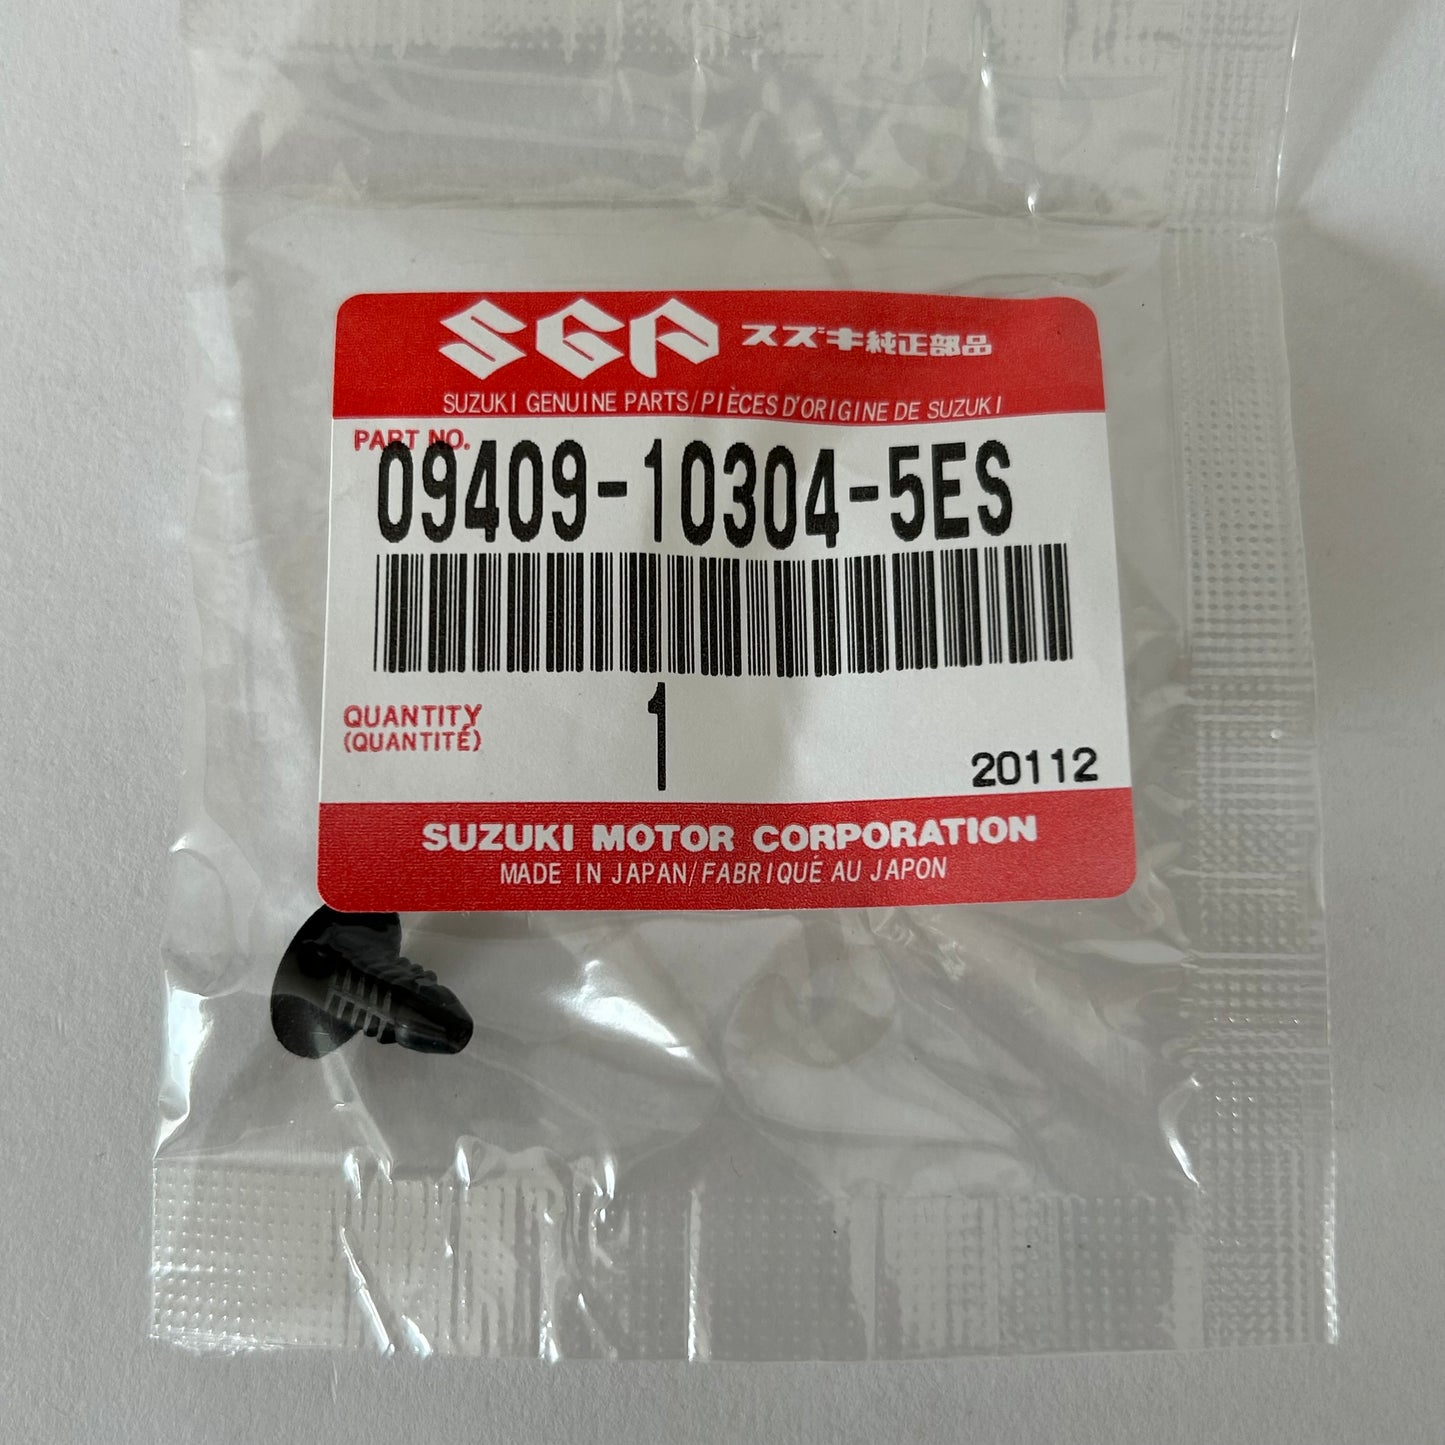 SGP スズキ純正部品
SUZUKI GENUINE PARTS/PIÈCES D'ORIGINE DE SUZUKI
PART NO.
09409-10304-5ES
QUANTITY 1
(QUANTITÉ)
20112
SUZUKI MOTOR CORPORATION
MADE IN JAPAN/FABRIQUÉ AU JAPON